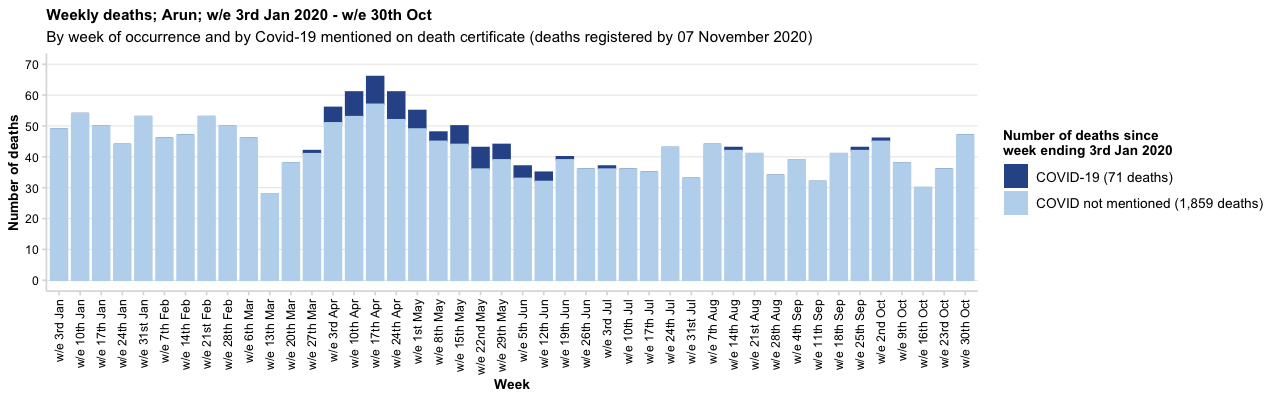 Weekly deaths; Arun; w/e 3rd Jan 2020 - w/e 30th Oct
By week of occurrence and by Covid-19 mentioned on death certificate (deaths registered by 07 November 2020)
Number of deaths
70
60
50
40
30
20
10
0
w/e 3rd Jan
w/e 10th Jan
w/e 17th Jan
w/e 24th Jan
w/e 31st Jan
w/e 7th Feb
w/e 14th Feb
w/e 21st Feb
w/e 28th Feb
w/e 6th Mar
w/e 13th Mar
w/e 20th Mar
w/e 27th Mar
w/e 3rd Apr
w/e 10th Apr
w/e 17th Apr
w/e 24th Apr
w/e 1st May
w/e 8th May
w/e 15th May
w/e 22nd May
w/e 29th May
w/e 5th Jun
w/e 12th Jun
w/e 19th Jun
w/e 26th Jun
w/e 3rd Jul
w/e 10th Jul
w/e 17th Jul
w/e 24th Jul
w/e 31st Jul
w/e 7th Aug
w/e 14th Aug
w/e 21st Aug
w/e 28th Aug
w/e 4th Sep
w/e 11th Sep
w/e 18th Sep
w/e 25th Sep
w/e 2nd Oct
w/e 9th Oct
w/e 16th Oct
w/e 23rd Oct
w/e 30th Oct
Week
Number of deaths since
week ending 3rd Jan 2020
COVID-19 (71 deaths)
COVID not mentioned (1,859 deaths)